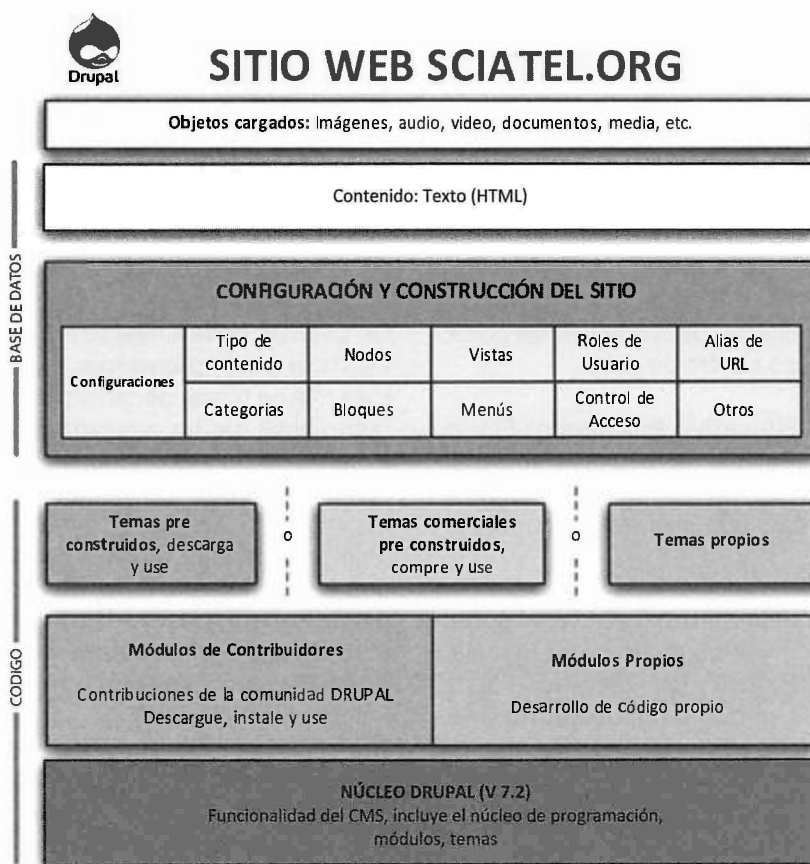 Drupal
SITIO WEB SCIATEL.ORG
Objetos cargados: Imágenes, audio, video, documentos, media, etc.
BASE DE DATOS
Contenido: Texto (HTML)
CONFIGURACIÓN Y CONSTRUCCIÓN DEL SITIO
Configuraciones
Tipo de
contenido
Nodos
Vistas
Roles de
Usuario
Alias de
URL
Categorias
Bloques
Menús
Control de
Acceso
Otros
CODIGO
Temas pre
construidos, descarga
y use
o
Temas comerciales
pre construidos,
compre y use
o
Temas propios
Módulos de Contribuidores
Contribuciones de la comunidad DRUPAL
Descargue, instale y use
Módulos Propios
Desarrollo de código propio
NÚCLEO DRUPAL (V 7.2)
Funcionalidad del CMS, incluye el núcleo de programación,
módulos, temas